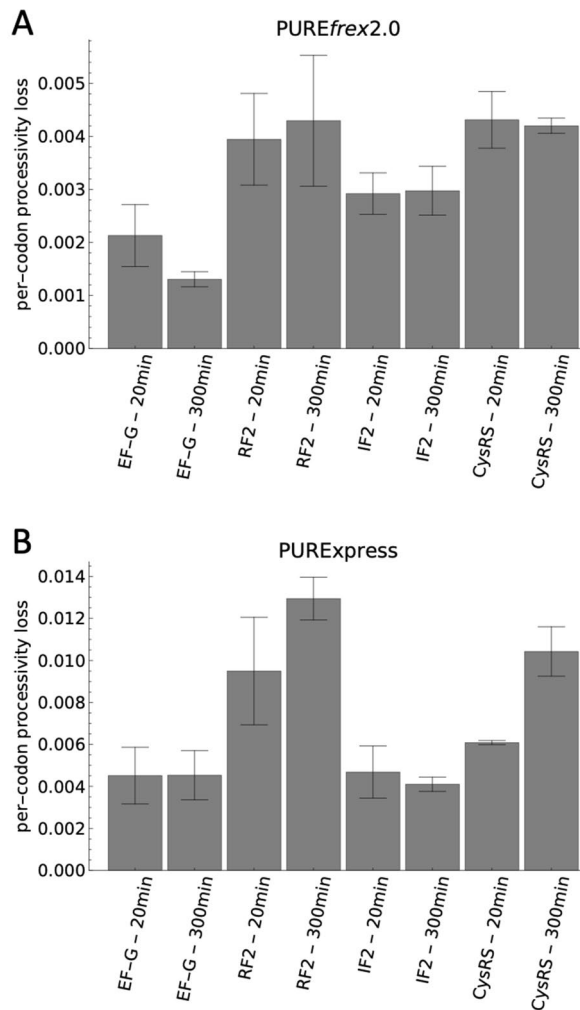 A
PUREfrex2.0
per-codon processivity loss
0.005
0.004
0.003
0.002
0.001
0.000
EF-G – 20min
EF-G – 300min
RF2 – 20min
RF2 – 300min
IF2 – 20min
IF2 – 300min
CysRS – 20min
CysRS – 300min
B
PURExpress
per-codon processivity loss
0.014
0.012
0.010
0.008
0.006
0.004
0.002
0.000
EF-G – 20min
EF-G – 300min
RF2 – 20min
RF2 – 300min
IF2 – 20min
IF2 – 300min
CysRS – 20min
CysRS – 300min